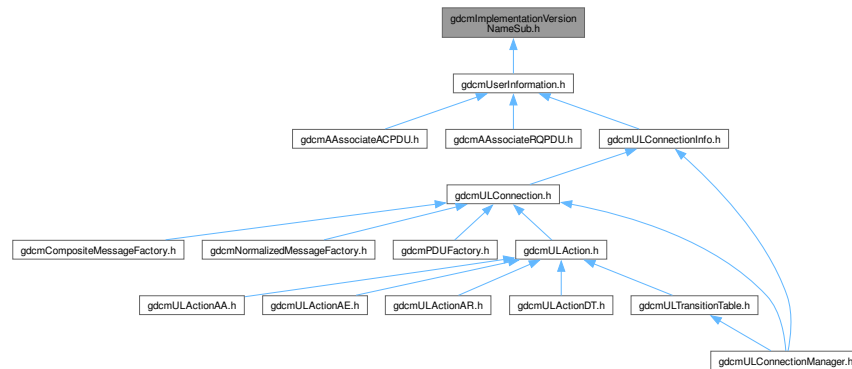 gdcmImplementationVersion
NameSub.h
gdcmUserInformation.h
gdcmAAssociateACPDU.h
gdcmAAssociateRQPDU.h
gdcmULConnectionInfo.h
gdcmULConnection.h
gdcmCompositeMessageFactory.h
gdcmNormalizedMessageFactory.h
gdcmPDUFactory.h
gdcmULAction.h
gdcmULActionAA.h
gdcmULActionAE.h
gdcmULActionAR.h
gdcmULActionDT.h
gdcmULTransitionTable.h
gdcmULConnectionManager.h